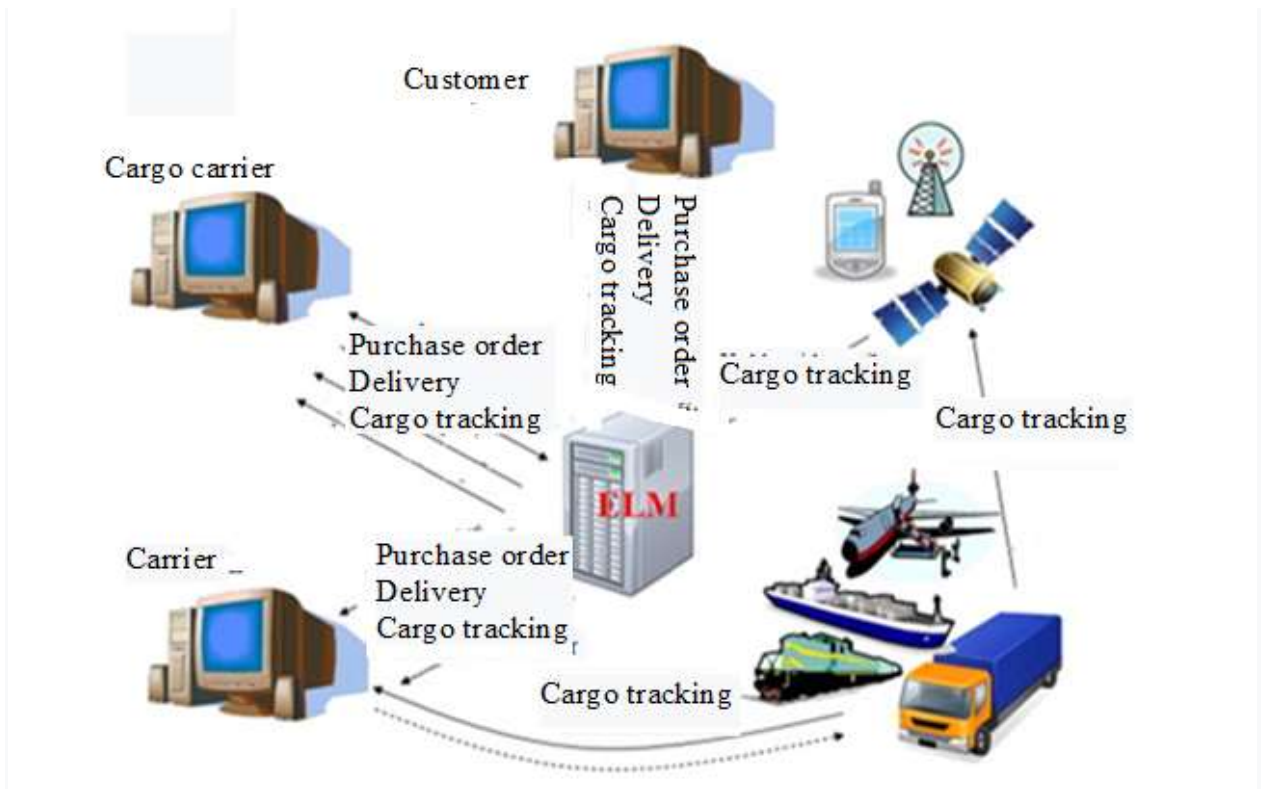 Customer
Cargo carrier
Purchase order
Delivery
Cargo tracking
Purchase order
Delivery
Cargo tracking
Cargo tracking
Cargo tracking
ELM
Carrier
Purchase order
Delivery
Cargo tracking
Cargo tracking